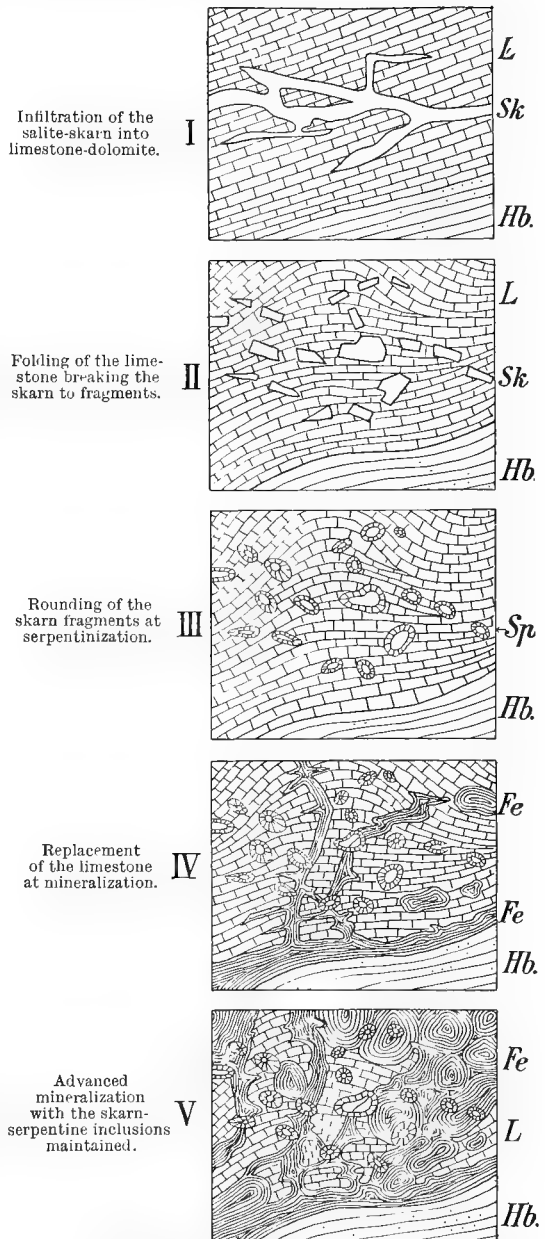 Infiltration of the
salite-skarn into
limestone-dolomite.
I
L
Sk
Hb.
Folding of the lime-
stone breaking the
skarn to fragments.
II
L
Sk
Hb.
Rounding of the
skarn fragments at
serpentinization.
III
Sp
Hb.
Replacement
of the limestone
at mineralization.
IV
Fe
Fe
Hb.
Advanced
mineralization
with the skarn-
serpentine inclusions
maintained.
V
Fe
L
Hb.